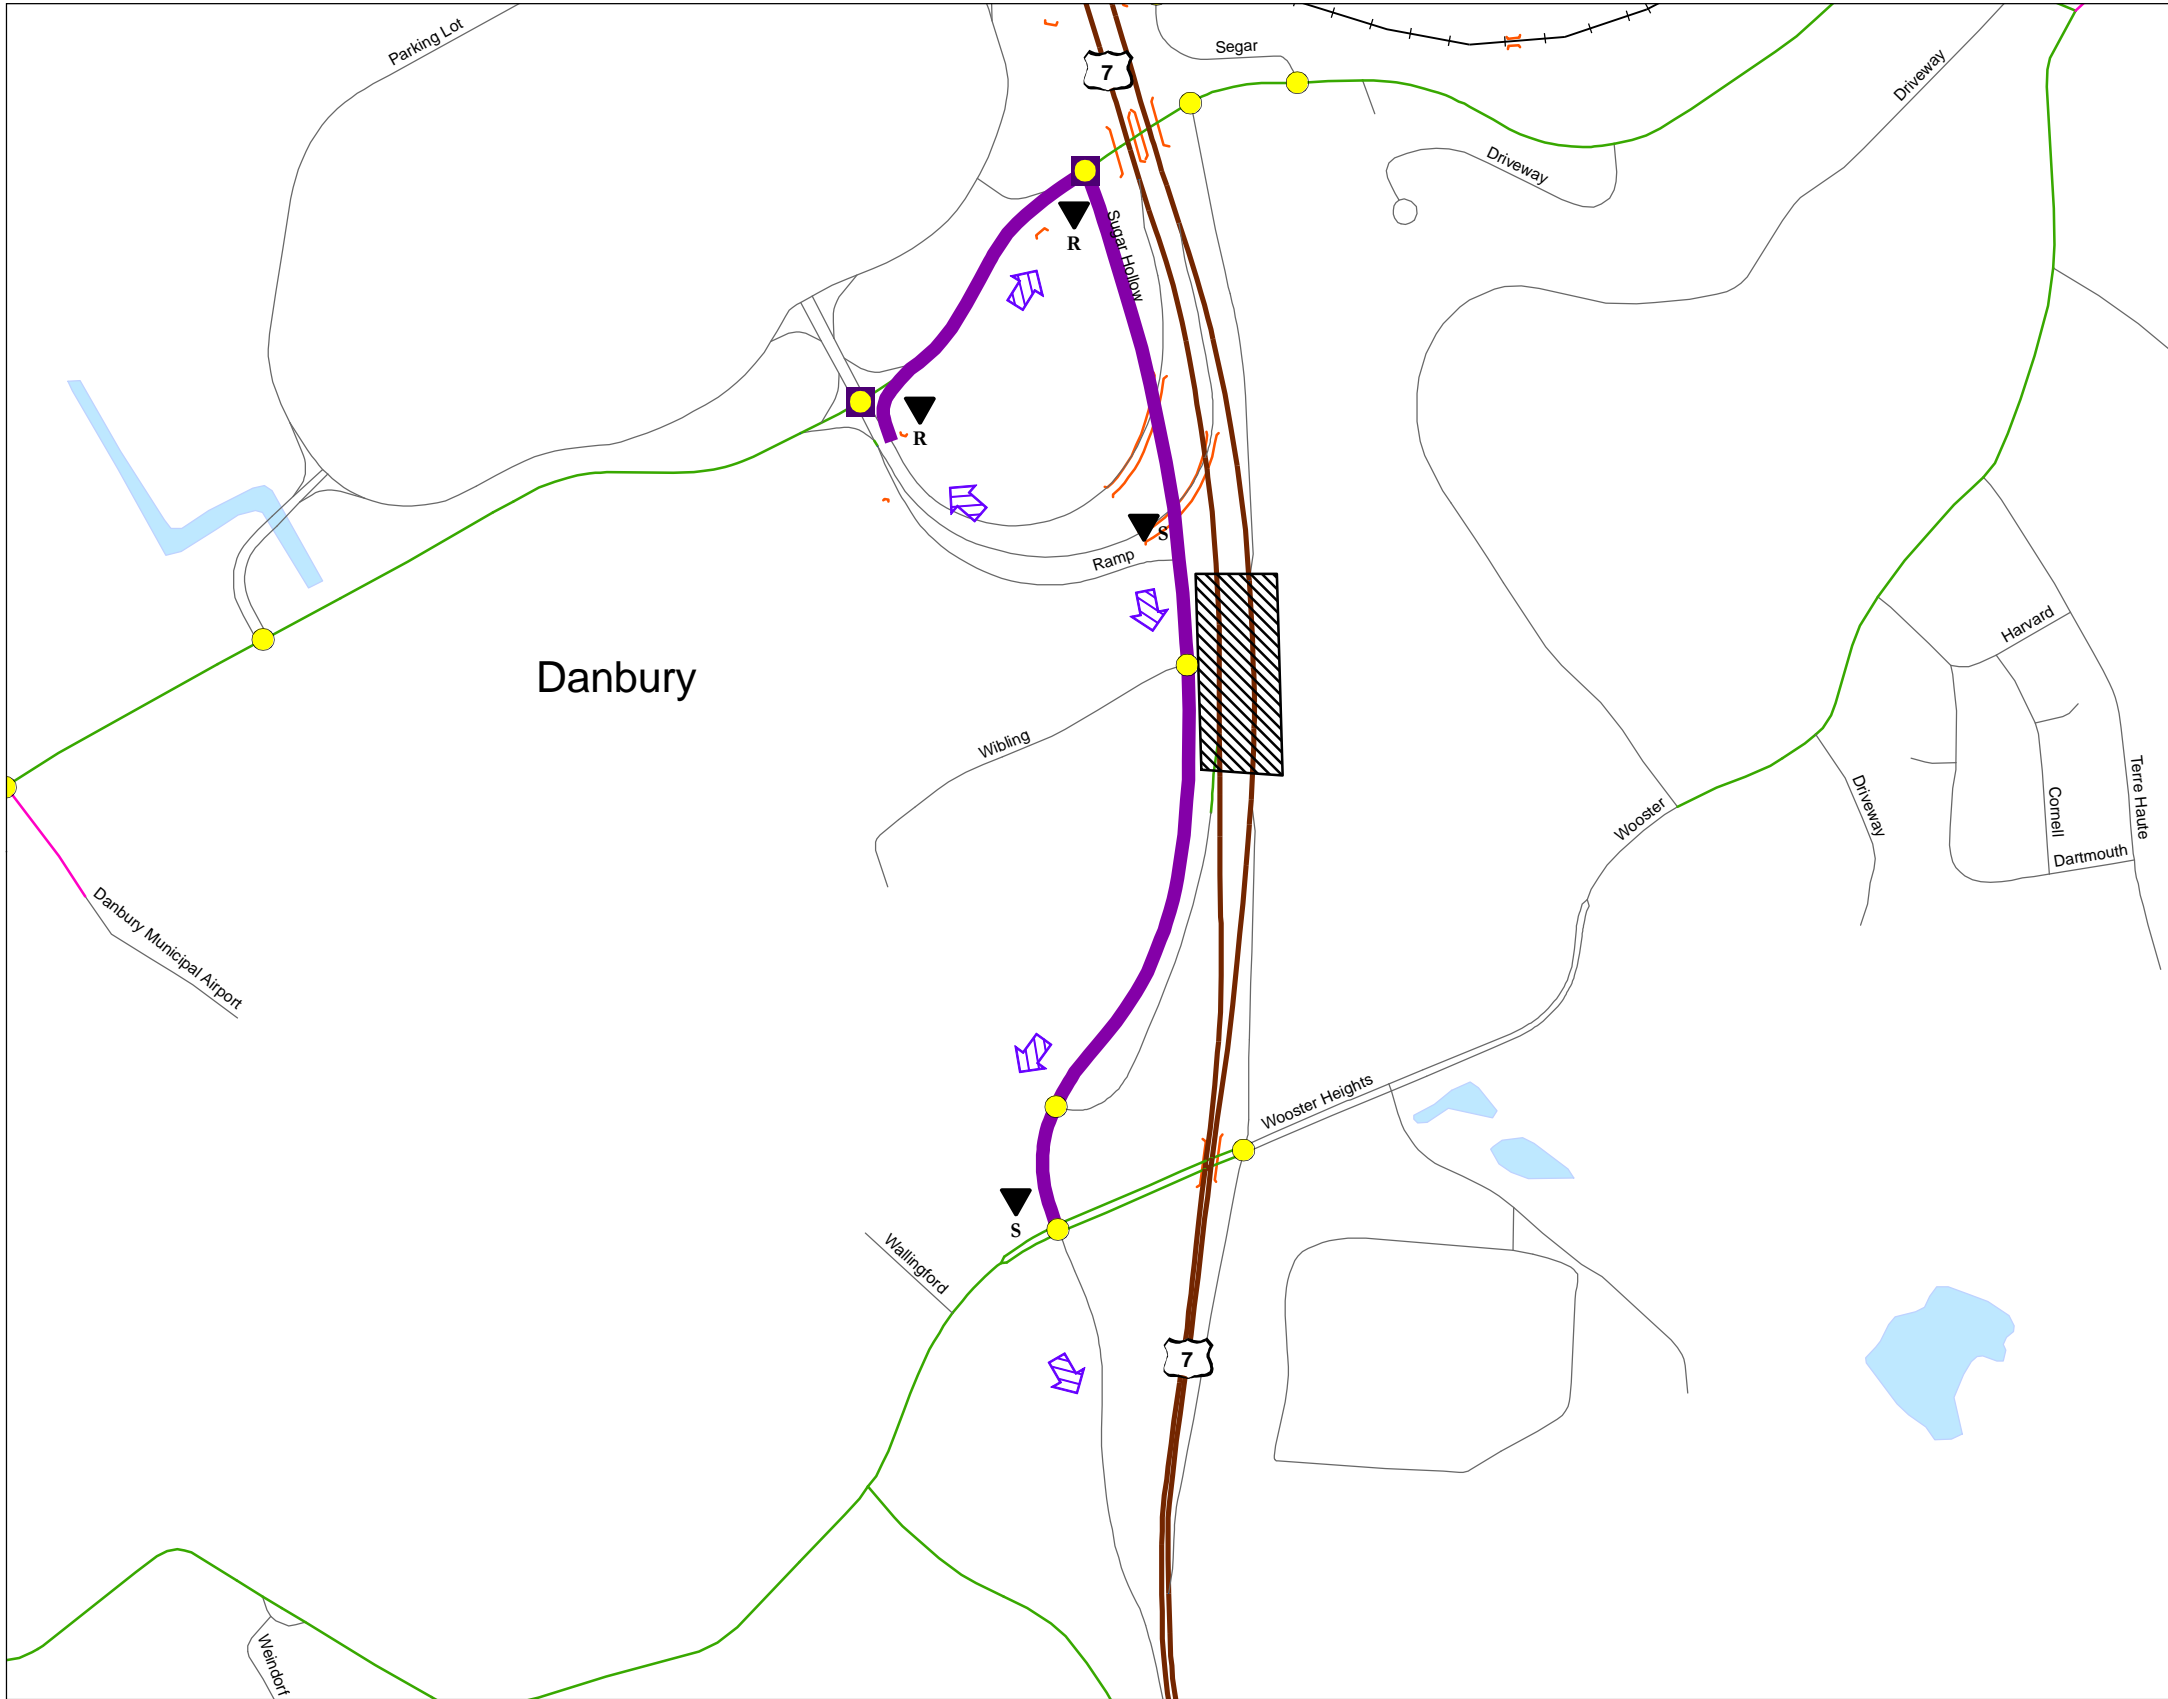 Parking Lot
Segar
7
Driveway
Driveway
Sugar Hollow
R
R
S
Ramp
Harvard
Danbury
Wibling
Terre Haute
Driveway
Cornell
Wooster
Dartmouth
Danbury Municipal Airport
Wooster Heights
S
Wallingford
7
Weindorf